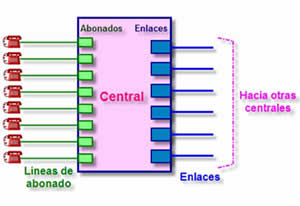 Abonados
Enlaces
Central
Hacia otras
centrales
Lineas de
abonado
Enlaces